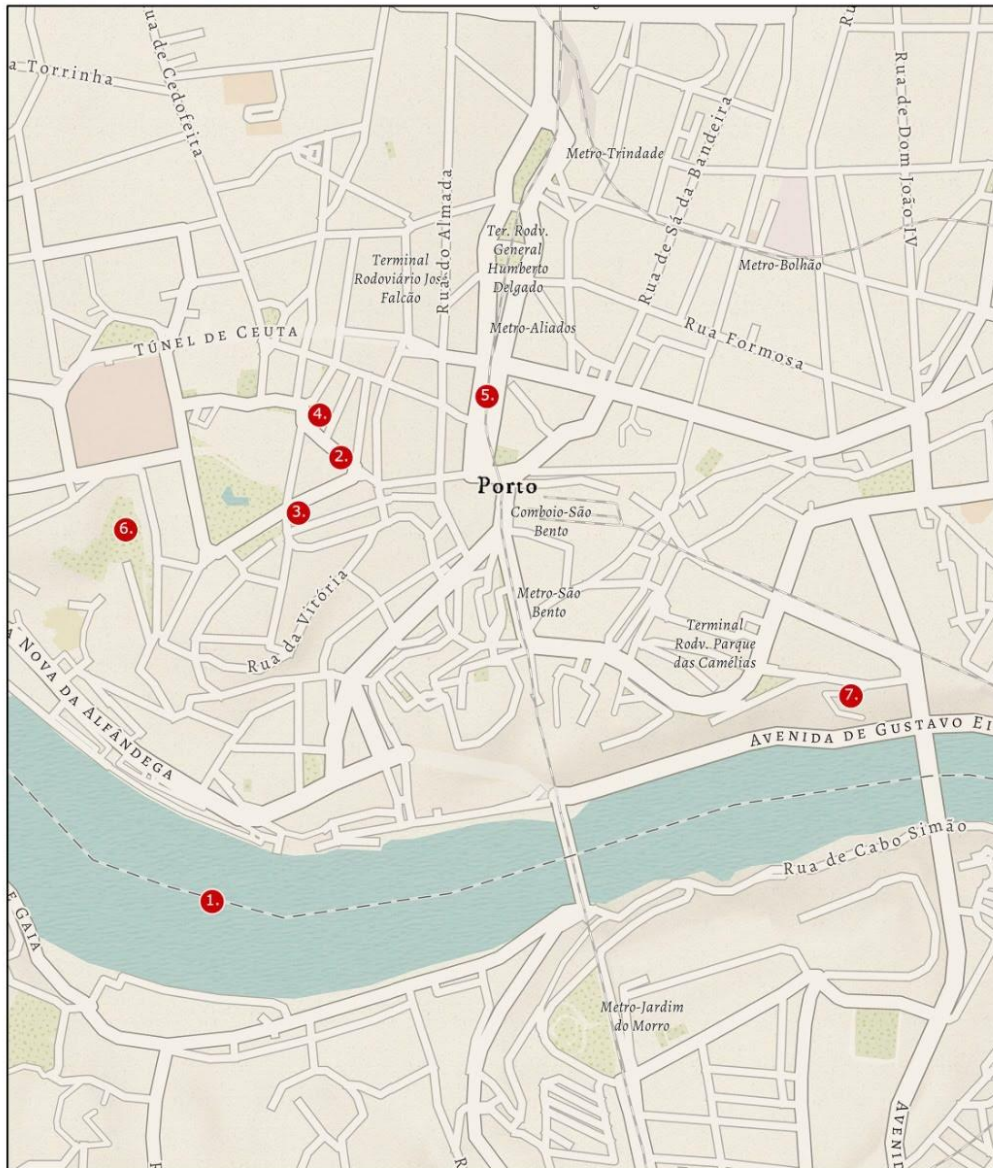 Rua de Cedofeita
a Torrinha
Metro-Trindade
Rua de Sá da Bandeira
Rua de Dom João IV
Rua do Almada
Ter. Rodv.
General
Humberto
Delgado
Terminal
Rodoviário Jos
Falcão
Metro-Bolhão
Metro-Aliados
Rua Formosa
TÚNEL DE CEUTA
5.
4.
2.
Porto
3.
Comboio-São
Bento
6.
Rua da Vitória
Metro-São
Bento
Terminal
Rodv. Parque
das Camélias
7.
A NOVA DA ALFÂNDEGA
AVENIDA DE GUSTAVO EI
Rua de Cabo Simão
1.
E GAIA
Metro-Jardim
do Morro
AVENI
R
R